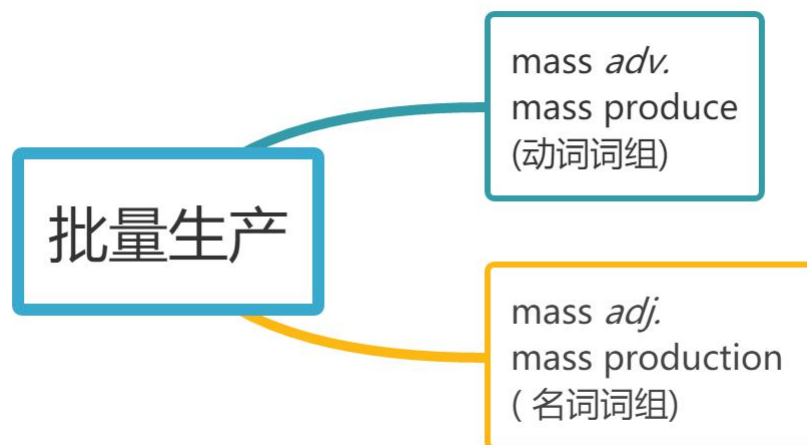 批量生产
mass adv.
mass produce
(动词词组)
mass adj.
mass production
( 名词词组)